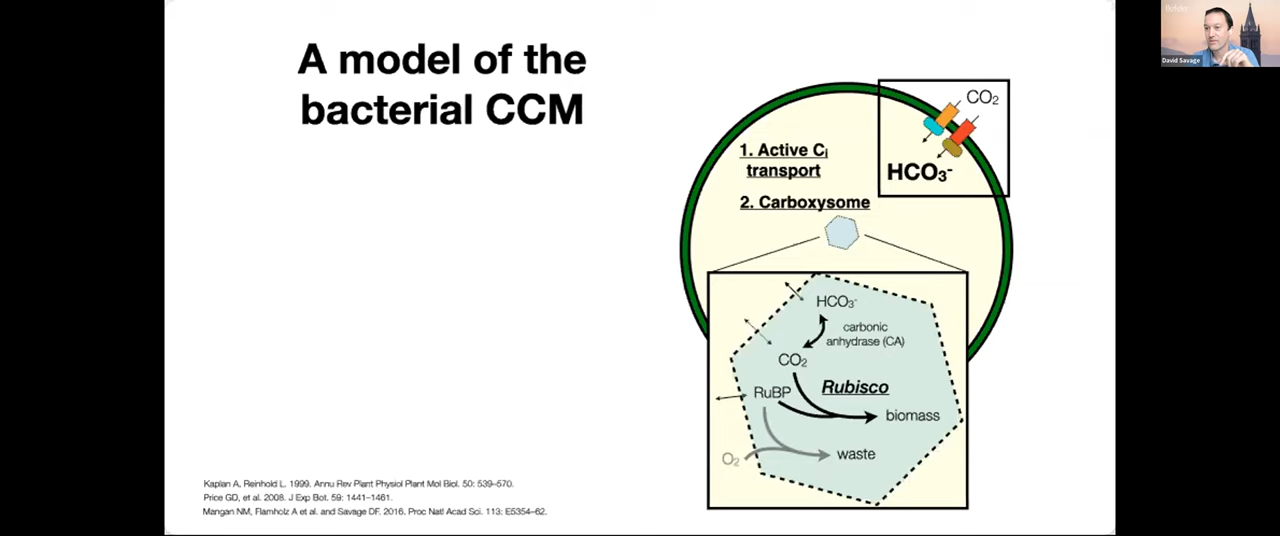 A model of the
bacterial CCM
1. Active Ci
transport
2. Carboxysome
CO2
HCO3-
HCO3-
carbonic
anhydrase (CA)
CO2
RuBP
Rubisco
biomass
O2
waste
Kaplan A, Reinhold L. 1999. Annu Rev Plant Physiol Plant Mol Biol. 50: 539–570.
Price GD, et al. 2008. J Exp Bot. 59: 1441–1461.
Mangan NM, Flamholz A et al. and Savage DF. 2016. Proc Natl Acad Sci. 113: E5354–62.
David Savage